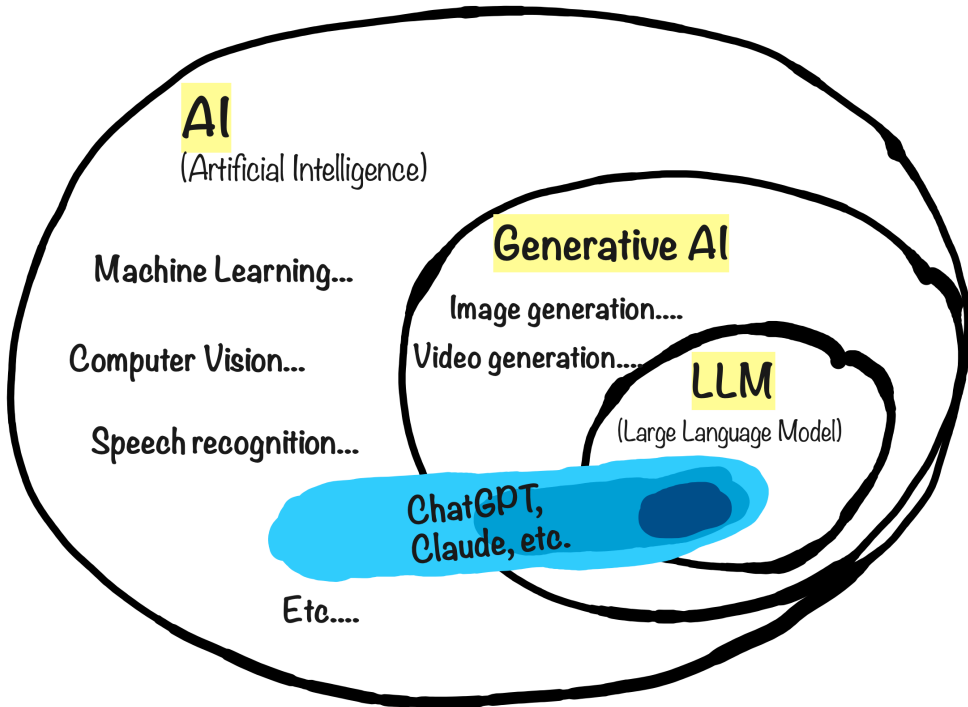 AI
(Artificial Intelligence)
Machine Learning...
Computer Vision...
Speech recognition...
Etc....
Generative AI
Image generation....
Video generation.....
LLM
(Large Language Model)
ChatGPT,
Claude, etc.